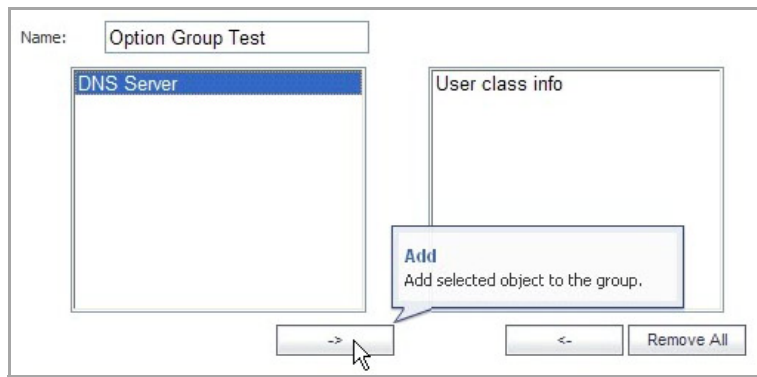 Name: Option Group Test
DNS Server
User class info
Add
Add selected object to the group.
->
<-
Remove All